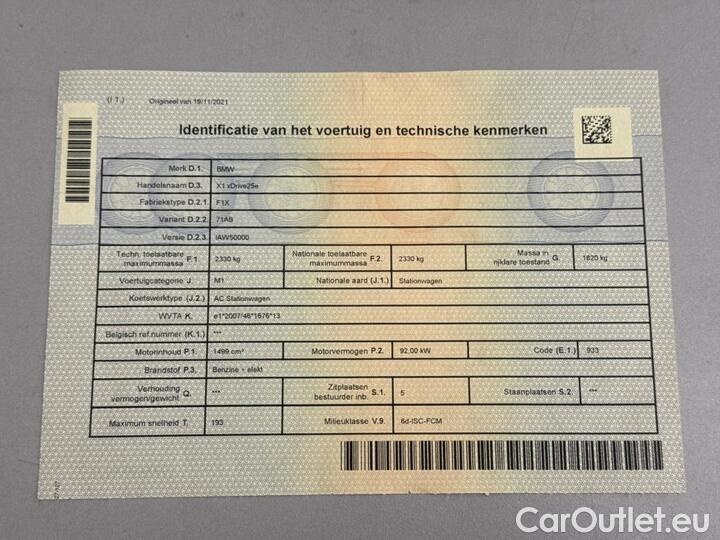 (I 1.) Origineel van 19/11/2021
Identificatie van het voertuig en technische kenmerken
Merk D.1. BMW
Handelsnaam D.3. X1 xDrive25e
Fabriekstype D.2.1. F1X
Variant D.2.2. 71AB
Versie D.2.3. IAW50000
Techn. toelaatbare maximummassa F.1. 2330 kg Nationale toelaatbare maximummassa F.2. 2330 kg Massa in rijklare toestand G. 1820 kg
Voertuigcategorie J. M1 Nationale aard (J.1.) Stationwagen
Koetswerktype (J.2.) AC Stationwagen
WVTA K. e1*2007/46*1676*13
Belgisch ref.nummer (K.1.) ***
Motorinhoud P.1. 1499 cm³ Motorvermogen P.2. 92,00 kW Code (E.1.) 933
Brandstof P.3. Benzine + elekt
Verhouding vermogen/gewicht Q. *** Zitplaatsen bestuurder inb. S.1. 5 Staanplaatsen S.2. ***
Maximum snelheid T. 193 Milieuklasse V.9. 6d-ISC-FCM
CarOutlet.eu